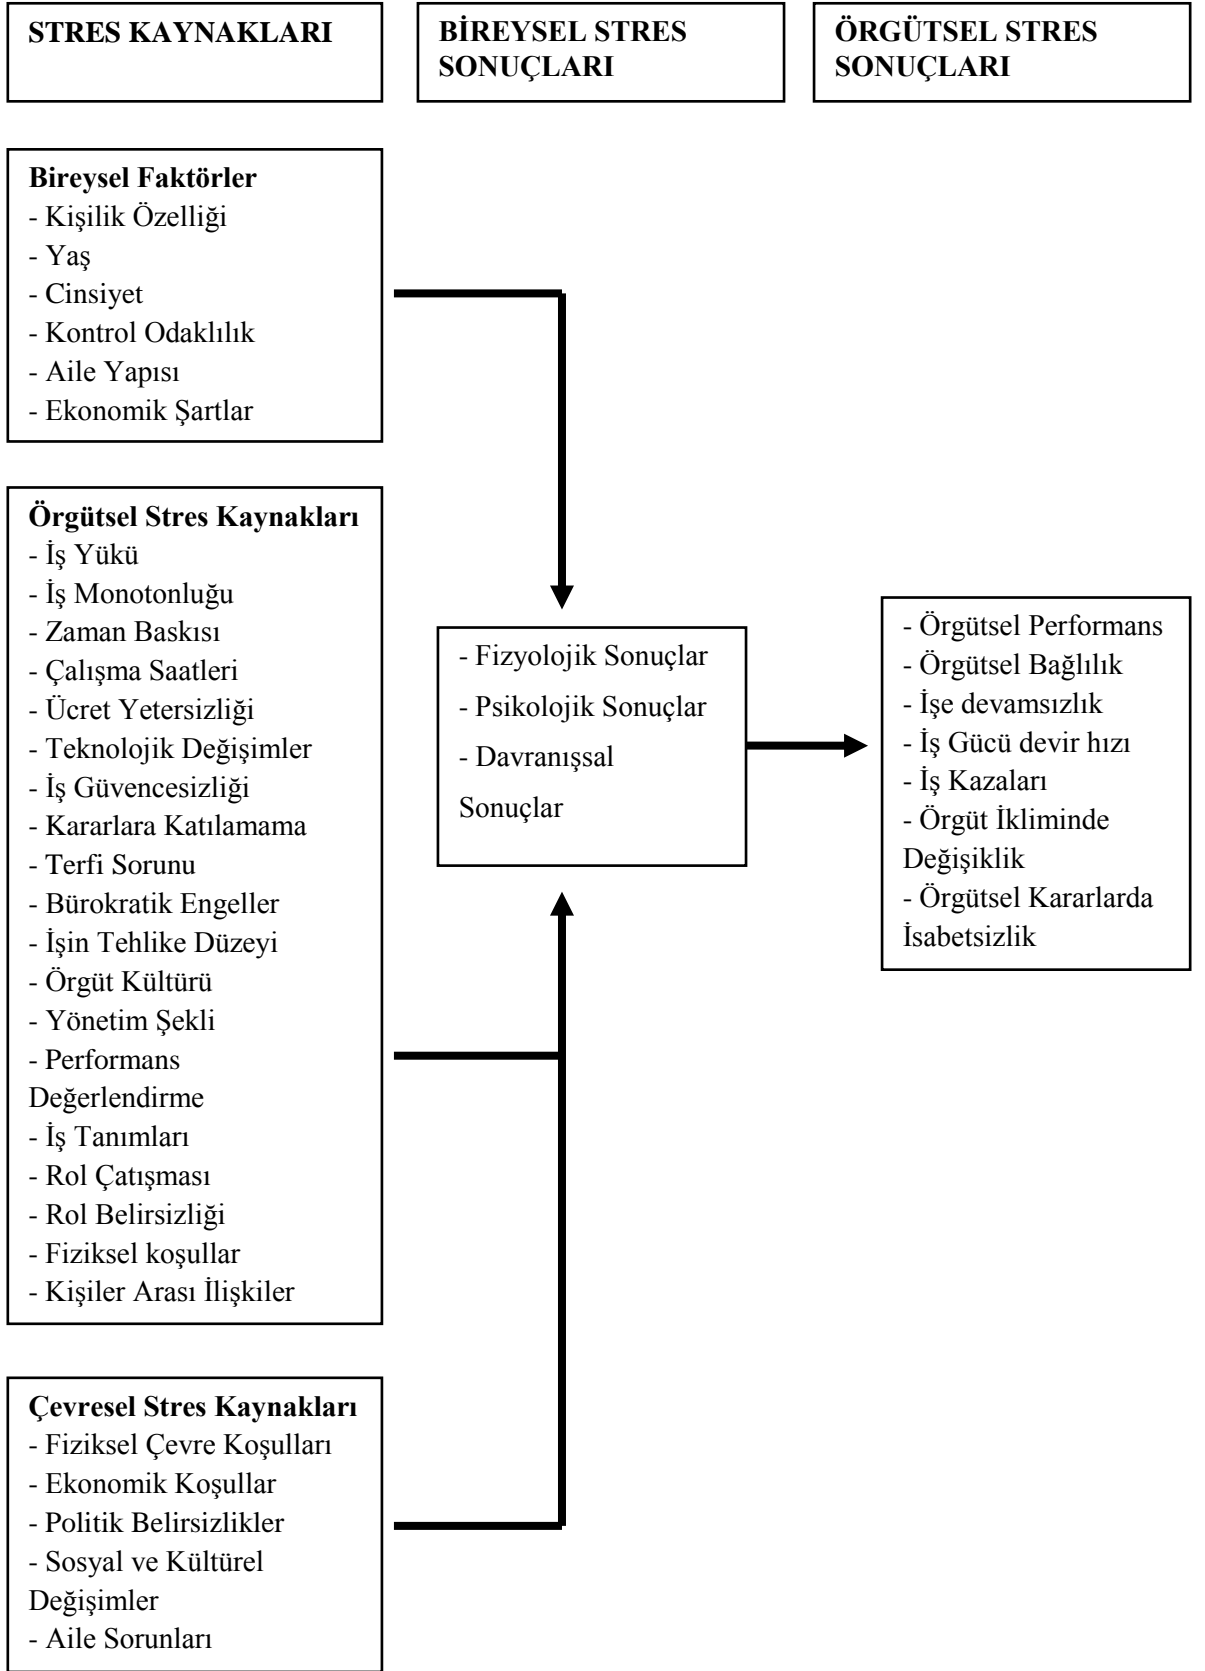 STRES KAYNAKLARI
BİREYSEL STRES
SONUÇLARI
ÖRGÜTSEL STRES
SONUÇLARI
Bireysel Faktörler
- Kişilik Özelliği
- Yaş
- Cinsiyet
- Kontrol Odaklılık
- Aile Yapısı
- Ekonomik Şartlar
Örgütsel Stres Kaynakları
- İş Yükü
- İş Monotonluğu
- Zaman Baskısı
- Çalışma Saatleri
- Ücret Yetersizliği
- Teknolojik Değişimler
- İş Güvencesizliği
- Kararlara Katılamama
- Terfi Sorunu
- Bürokratik Engeller
- İşin Tehlike Düzeyi
- Örgüt Kültürü
- Yönetim Şekli
- Performans
Değerlendirme
- İş Tanımları
- Rol Çatışması
- Rol Belirsizliği
- Fiziksel koşullar
- Kişiler Arası İlişkiler
Çevresel Stres Kaynakları
- Fiziksel Çevre Koşulları
- Ekonomik Koşullar
- Politik Belirsizlikler
- Sosyal ve Kültürel
Değişimler
- Aile Sorunları
- Fizyolojik Sonuçlar
- Psikolojik Sonuçlar
- Davranışsal
Sonuçlar
- Örgütsel Performans
- Örgütsel Bağlılık
- İşe devamsızlık
- İş Gücü devir hızı
- İş Kazaları
- Örgüt İkliminde
Değişiklik
- Örgütsel Kararlarda
İsabetsizlik